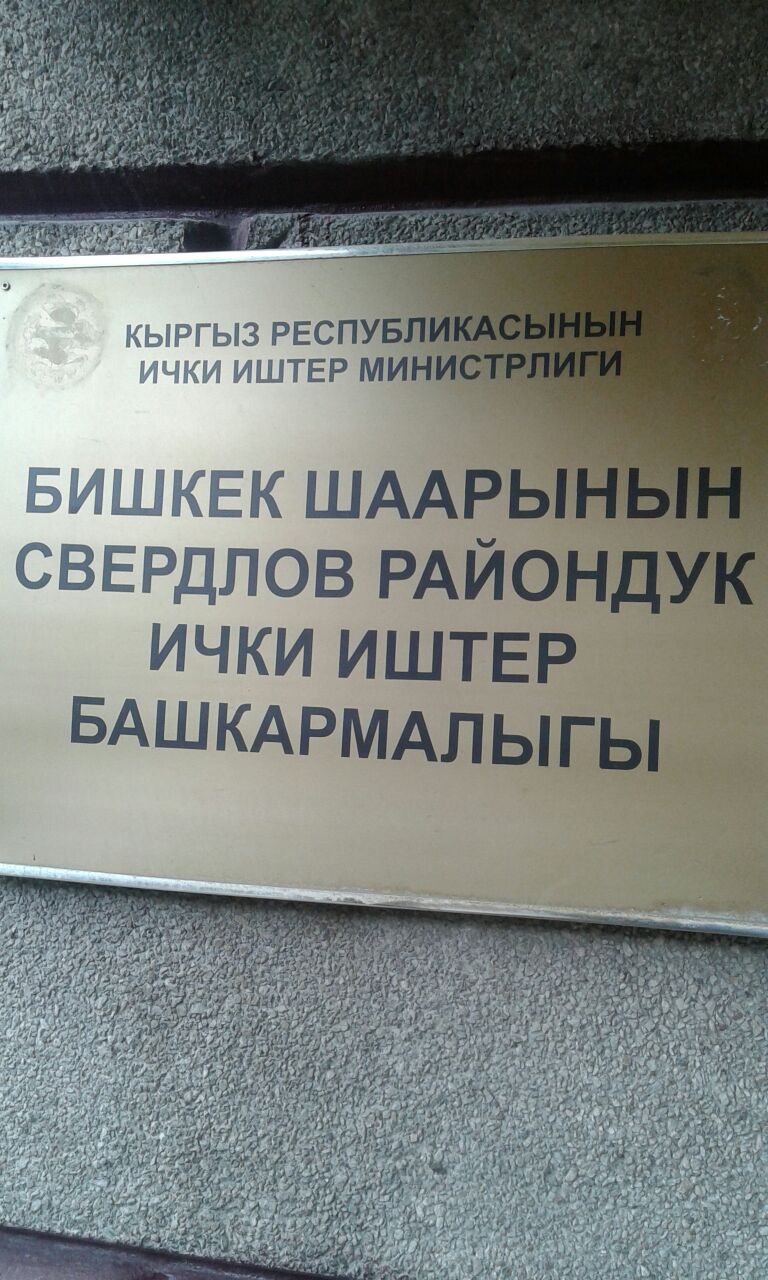 КЫРГЫЗ РЕСПУБЛИКАСЫНЫН
ИЧКИ ИШТЕР МИНИСТРЛИГИ
БИШКЕК ШААРЫНЫН
СВЕРДЛОВ РАЙОНДУК
ИЧКИ ИШТЕР
БАШКАРМАЛЫГЫ